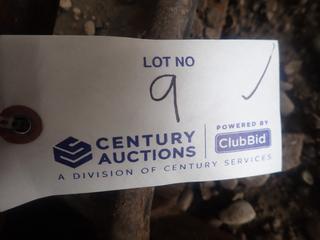 LOT NO
9
CENTURY
AUCTIONS
POWERED BY
ClubBid
A DIVISION OF CENTURY SERVICES